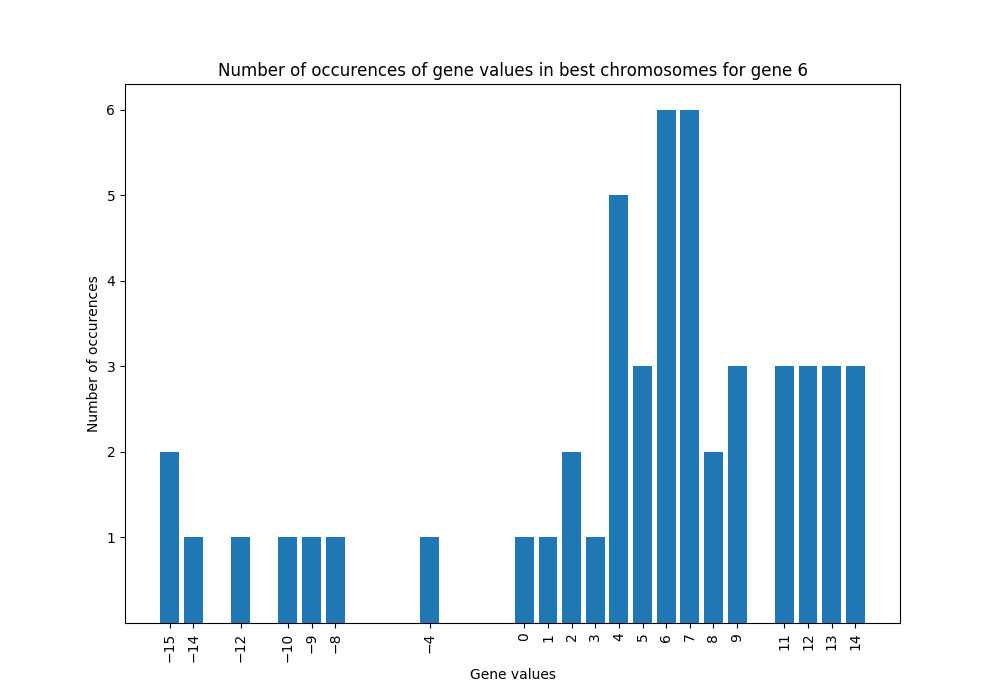 Number of occurences of gene values in best chromosomes for gene 6
6
5
4
3
2
1
Number of occurences
−15 −14 −12 −10 −9 −8 −4 0 1 2 3 4 5 6 7 8 9 11 12 13 14
Gene values